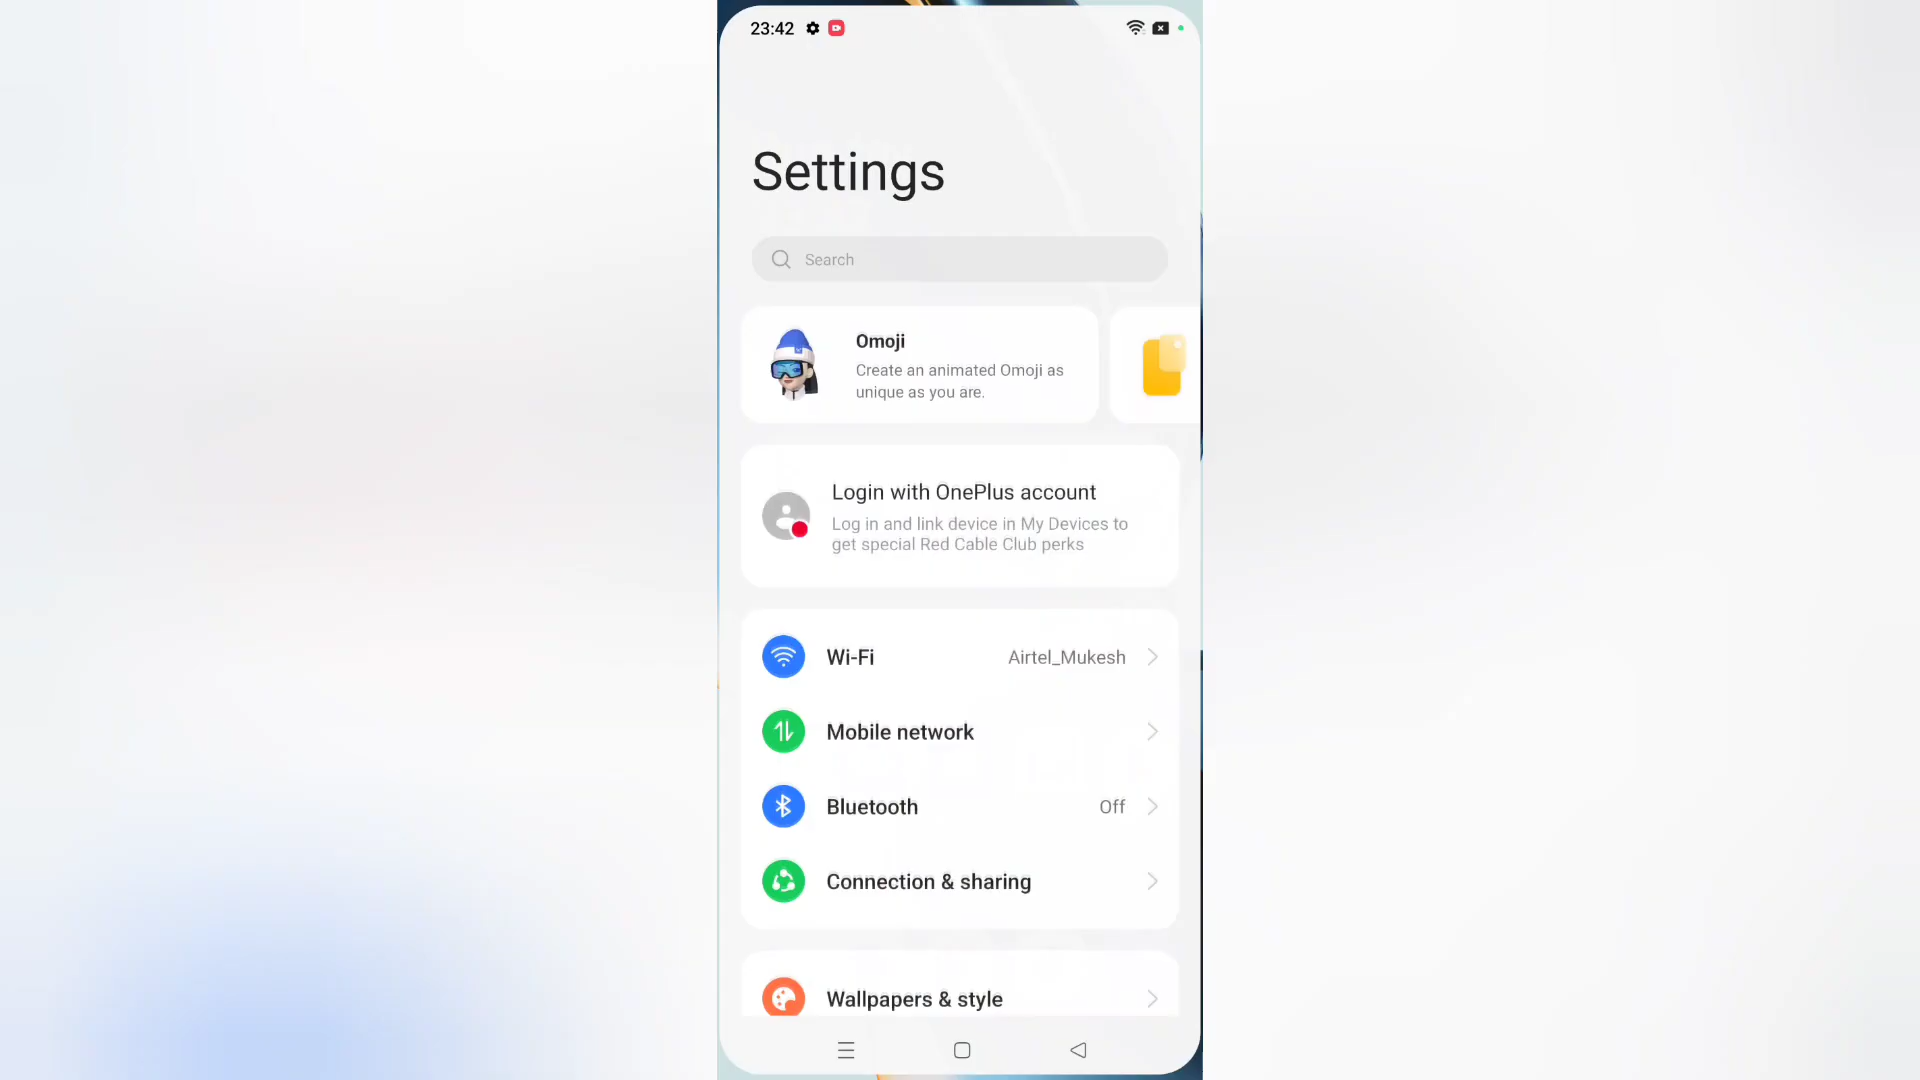 23:42
Settings
Search
Omoji
Create an animated Omoji as
unique as you are.
Login with OnePlus account
Log in and link device in My Devices to
get special Red Cable Club perks
Wi-Fi Airtel_Mukesh
Mobile network
Bluetooth Off
Connection & sharing
Wallpapers & style